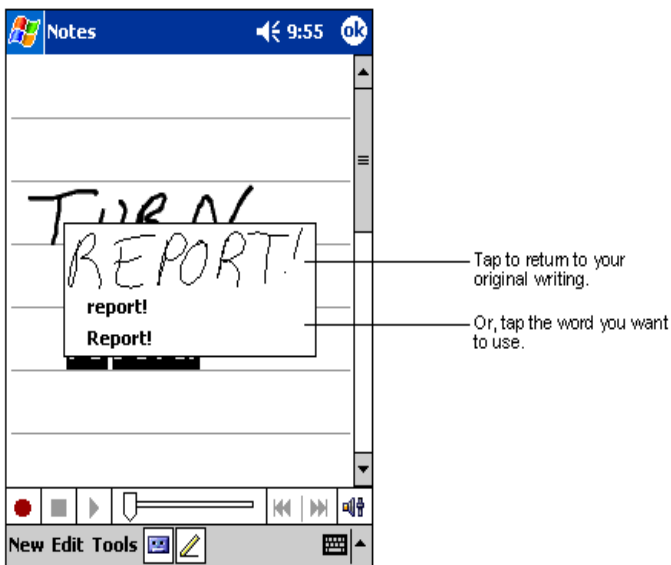 Notes 9:55 ok
TURN
REPORT!
report!
Report!
New Edit Tools
Tap to return to your
original writing.
Or, tap the word you want
to use.